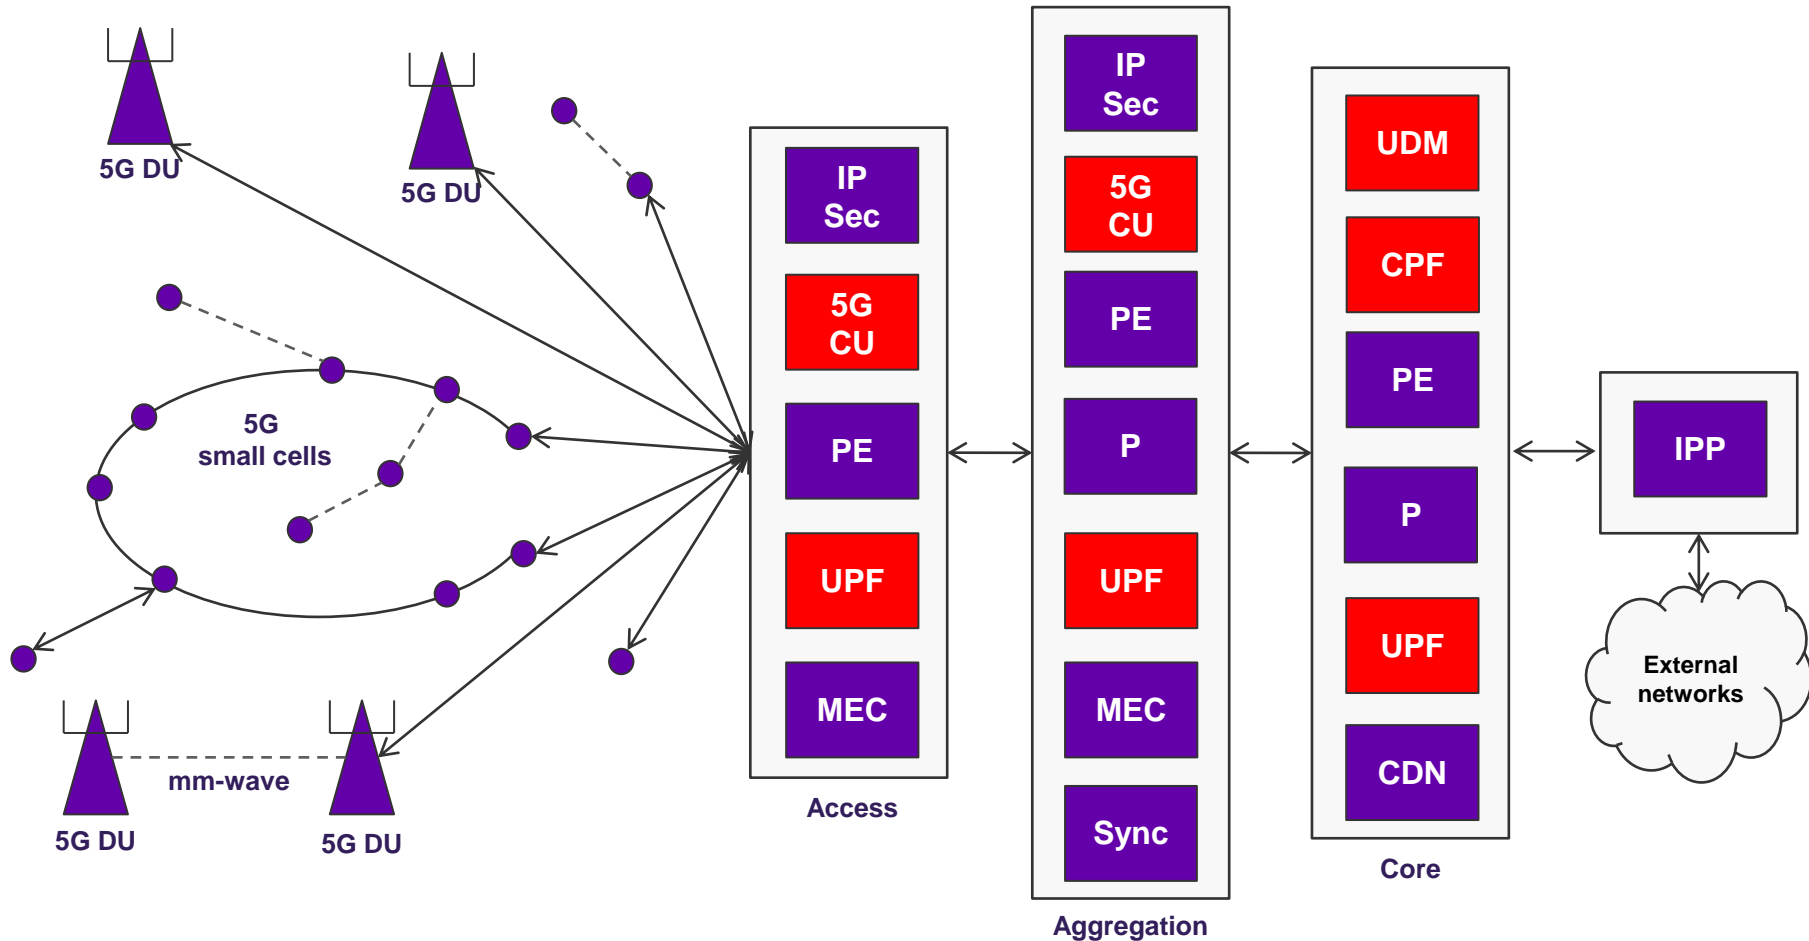 5G DU
5G DU
5G
small cells
mm-wave
5G DU
5G DU
IP
Sec
5G
CU
PE
UPF
MEC
Access
IP
Sec
5G
CU
PE
P
UPF
MEC
Sync
Aggregation
UDM
CPF
PE
P
UPF
CDN
Core
IPP
External
networks